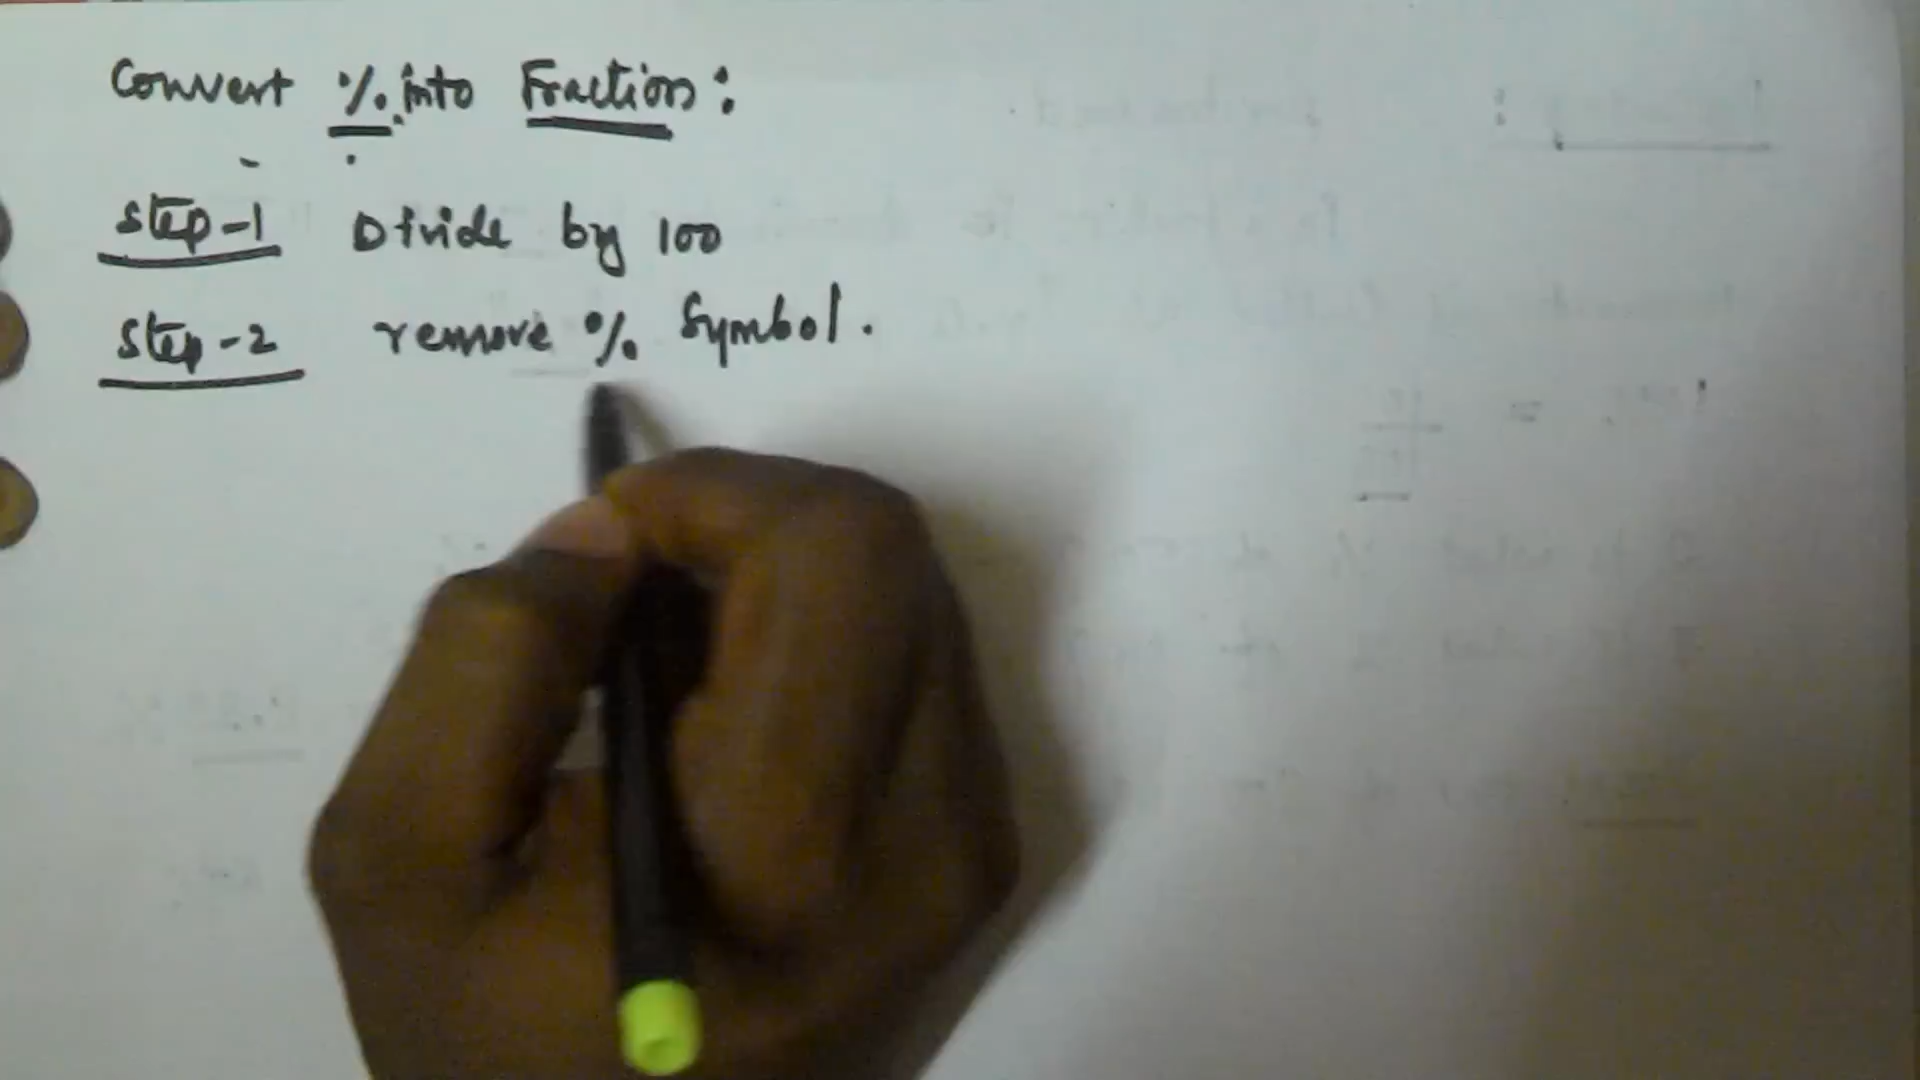 Convert % into Fraction:
Step-1 Divide by 100
Step-2 remove % Symbol.